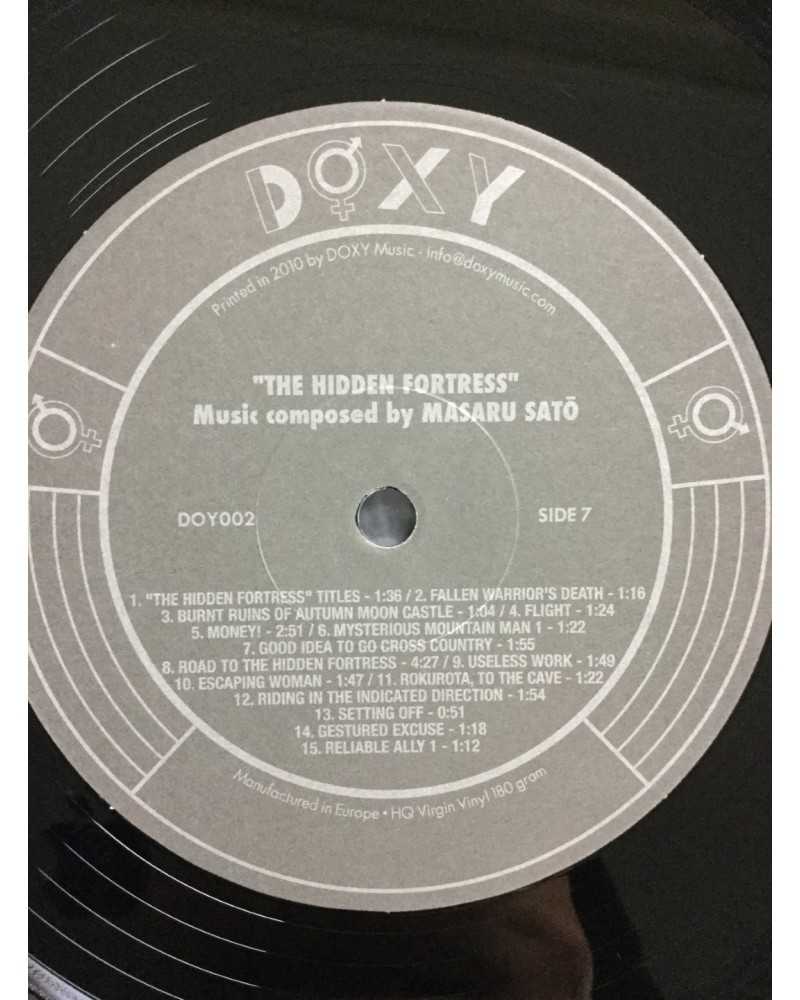 DOXY
Printed in 2010 by DOXY Music - info@doxymusic.com
"THE HIDDEN FORTRESS"
Music composed by MASARU SATŌ
DOY002
SIDE 7
1. "THE HIDDEN FORTRESS" TITLES - 1:36 / 2. FALLEN WARRIOR'S DEATH - 1:16
3. BURNT RUINS OF AUTUMN MOON CASTLE - 1:04 / 4. FLIGHT - 1:24
5. MONEY! - 2:51 / 6. MYSTERIOUS MOUNTAIN MAN 1 - 1:22
7. GOOD IDEA TO GO CROSS COUNTRY - 1:55
8. ROAD TO THE HIDDEN FORTRESS - 4:27 / 9. USELESS WORK - 1:49
10. ESCAPING WOMAN - 1:47 / 11. ROKUROTA, TO THE CAVE - 1:22
12. RIDING IN THE INDICATED DIRECTION - 1:54
13. SETTING OFF - 0:51
14. GESTURED EXCUSE - 1:18
15. RELIABLE ALLY 1 - 1:12
Manufactured in Europe • HQ Virgin Vinyl 180 gram